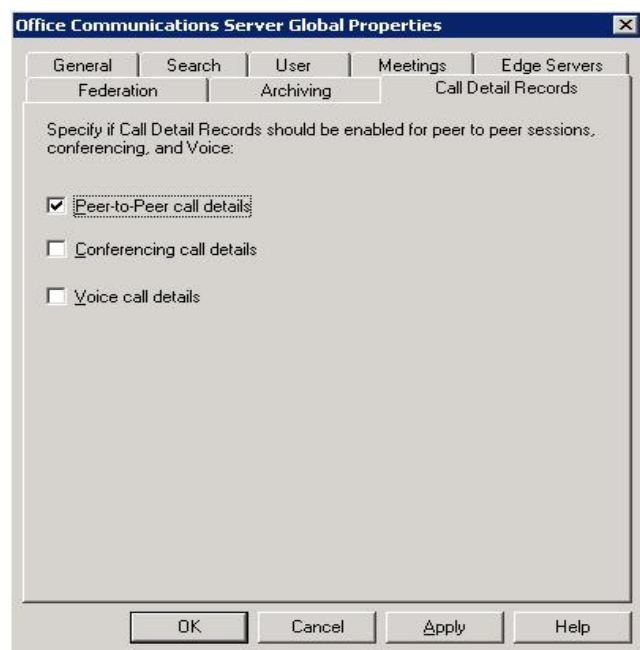 Office Communications Server Global Properties
General Search User Meetings Edge Servers
Federation Archiving Call Detail Records
Specify if Call Detail Records should be enabled for peer to peer sessions,
conferencing, and Voice:
Peer-to-Peer call details
Conferencing call details
Voice call details
OK Cancel Apply Help